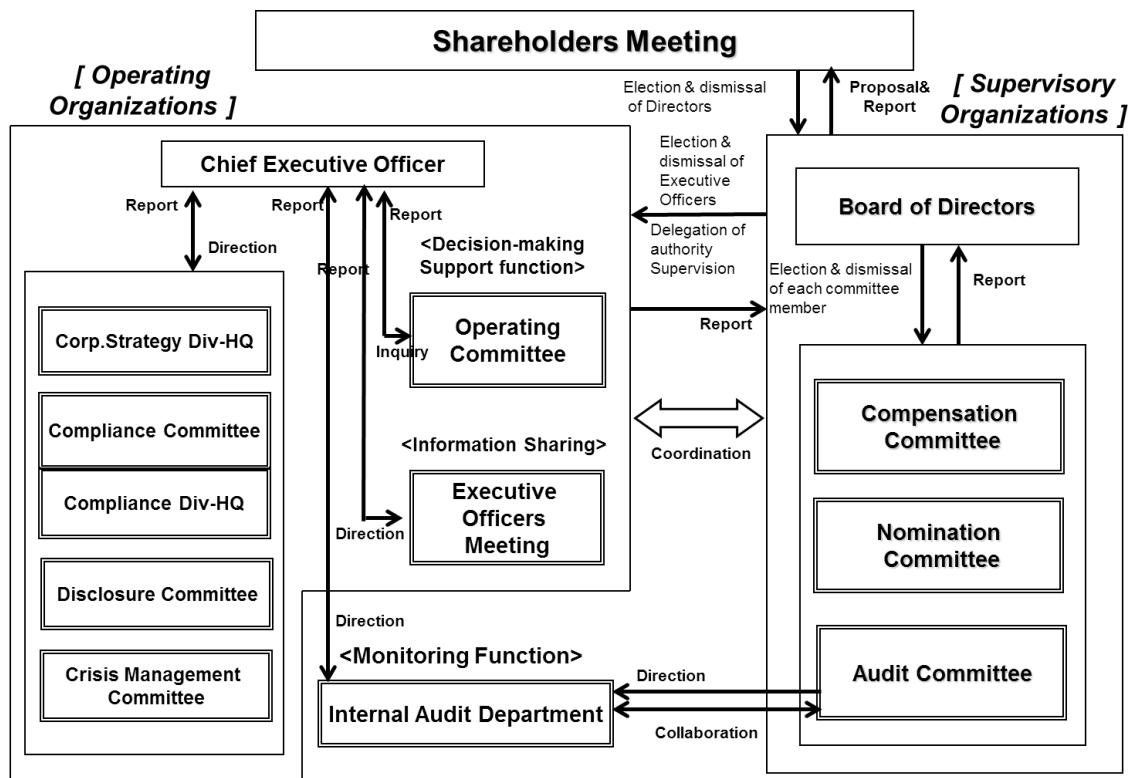 Shareholders Meeting
[ Operating
Organizations ]
Election & dismissal
of Directors
Proposal&
Report
[ Supervisory
Organizations ]
Chief Executive Officer
Report
Direction
Report
Report
Report
<Decision-making
Support function>
Operating
Committee
Inquiry
<Information Sharing>
Executive
Officers
Meeting
Direction
Direction
Corp.Strategy Div-HQ
Compliance Committee
Compliance Div-HQ
Disclosure Committee
Crisis Management
Committee
<Monitoring Function>
Internal Audit Department
Election &
dismissal of
Executive
Officers
Delegation of
authority
Supervision
Report
Coordination
Direction
Collaboration
Board of Directors
Election & dismissal
of each committee
member
Report
Compensation
Committee
Nomination
Committee
Audit Committee